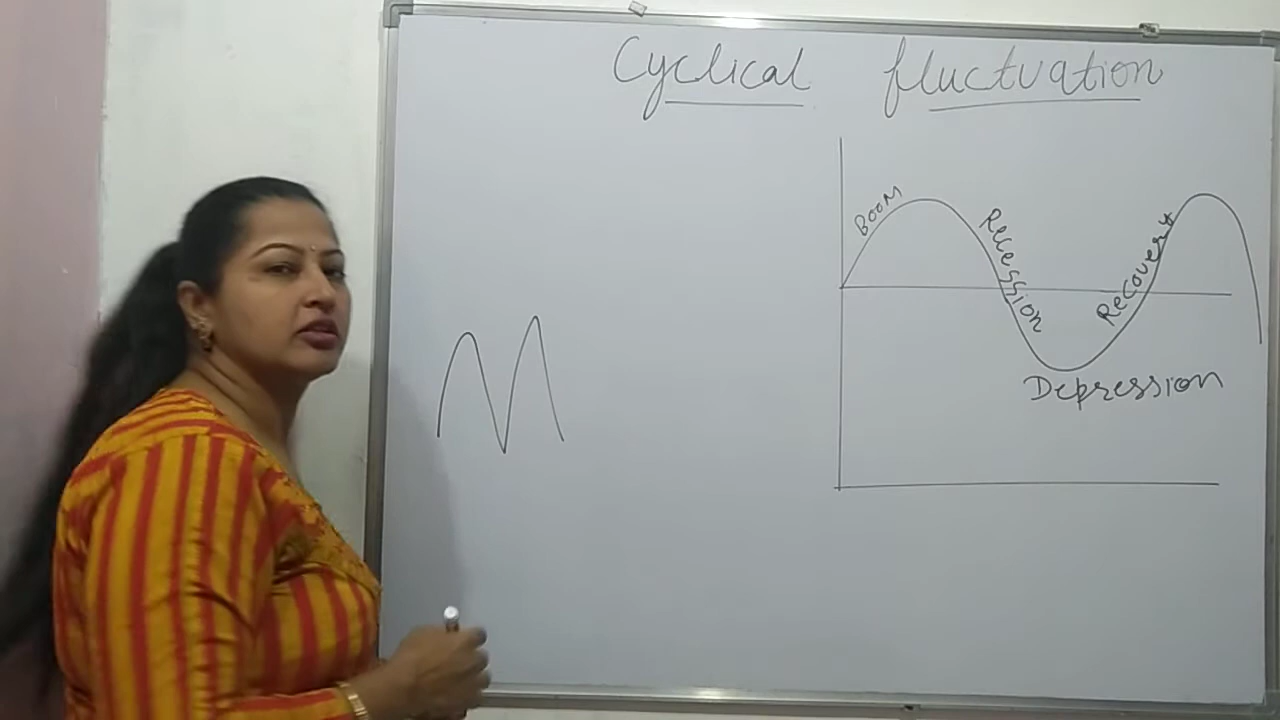 Cyclical fluctuation
BOOM
Recession
Recovery
Depression